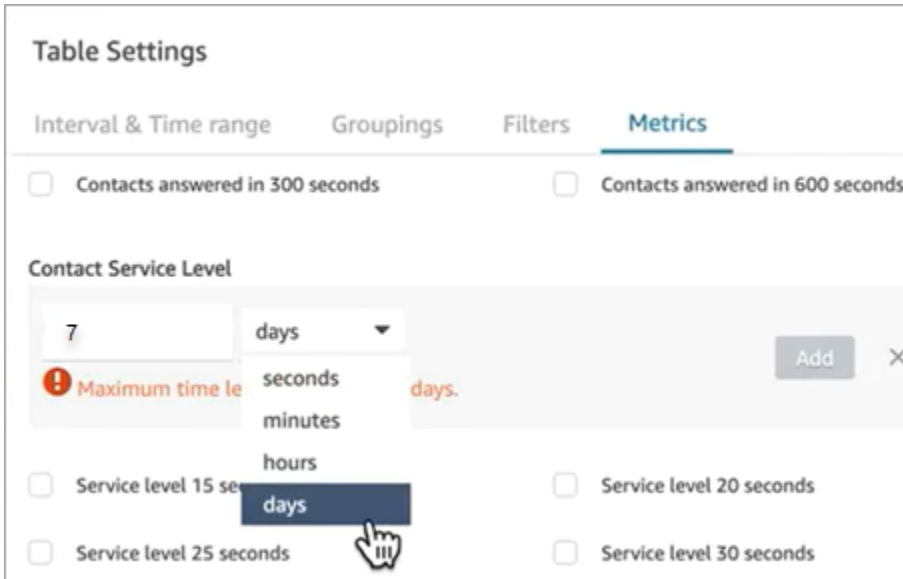 Table Settings
Interval & Time range Groupings Filters Metrics
Contacts answered in 300 seconds Contacts answered in 600 seconds
Contact Service Level
7 days Add
Maximum time le days.
seconds
minutes
hours
Service level 15 se Service level 20 seconds
days
Service level 25 seconds Service level 30 seconds